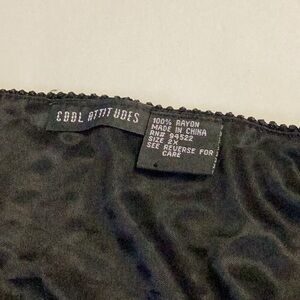 COOL ATTITUDES
100% RAYON
MADE IN CHINA
RN# 94522
SIZE 2X
SEE REVERSE FOR
CARE